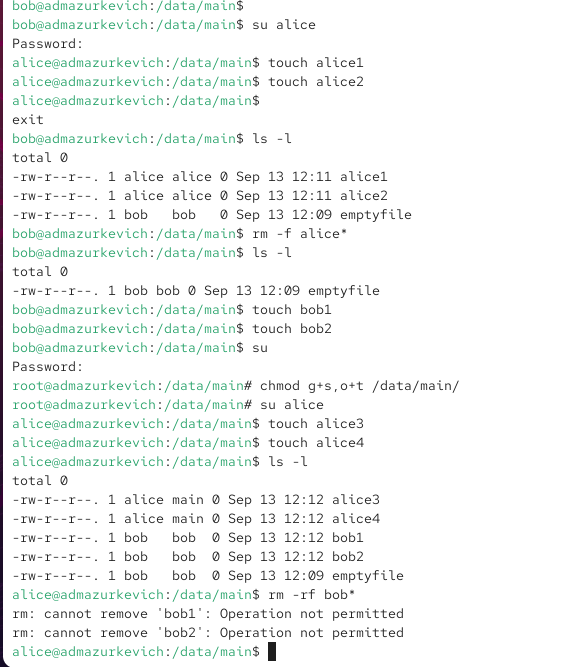 bob@admazurkevich:/data/main$
bob@admazurkevich:/data/main$ su alice
Password:
alice@admazurkevich:/data/main$ touch alice1
alice@admazurkevich:/data/main$ touch alice2
alice@admazurkevich:/data/main$
exit
bob@admazurkevich:/data/main$ ls -l
total 0
-rw-r--r--. 1 alice alice 0 Sep 13 12:11 alice1
-rw-r--r--. 1 alice alice 0 Sep 13 12:11 alice2
-rw-r--r--. 1 bob   bob   0 Sep 13 12:09 emptyfile
bob@admazurkevich:/data/main$ rm -f alice*
bob@admazurkevich:/data/main$ ls -l
total 0
-rw-r--r--. 1 bob bob 0 Sep 13 12:09 emptyfile
bob@admazurkevich:/data/main$ touch bob1
bob@admazurkevich:/data/main$ touch bob2
bob@admazurkevich:/data/main$ su
Password:
root@admazurkevich:/data/main# chmod g+s,o+t /data/main/
root@admazurkevich:/data/main# su alice
alice@admazurkevich:/data/main$ touch alice3
alice@admazurkevich:/data/main$ touch alice4
alice@admazurkevich:/data/main$ ls -l
total 0
-rw-r--r--. 1 alice main 0 Sep 13 12:12 alice3
-rw-r--r--. 1 alice main 0 Sep 13 12:12 alice4
-rw-r--r--. 1 bob   bob  0 Sep 13 12:12 bob1
-rw-r--r--. 1 bob   bob  0 Sep 13 12:12 bob2
-rw-r--r--. 1 bob   bob  0 Sep 13 12:09 emptyfile
alice@admazurkevich:/data/main$ rm -rf bob*
rm: cannot remove 'bob1': Operation not permitted
rm: cannot remove 'bob2': Operation not permitted
alice@admazurkevich:/data/main$